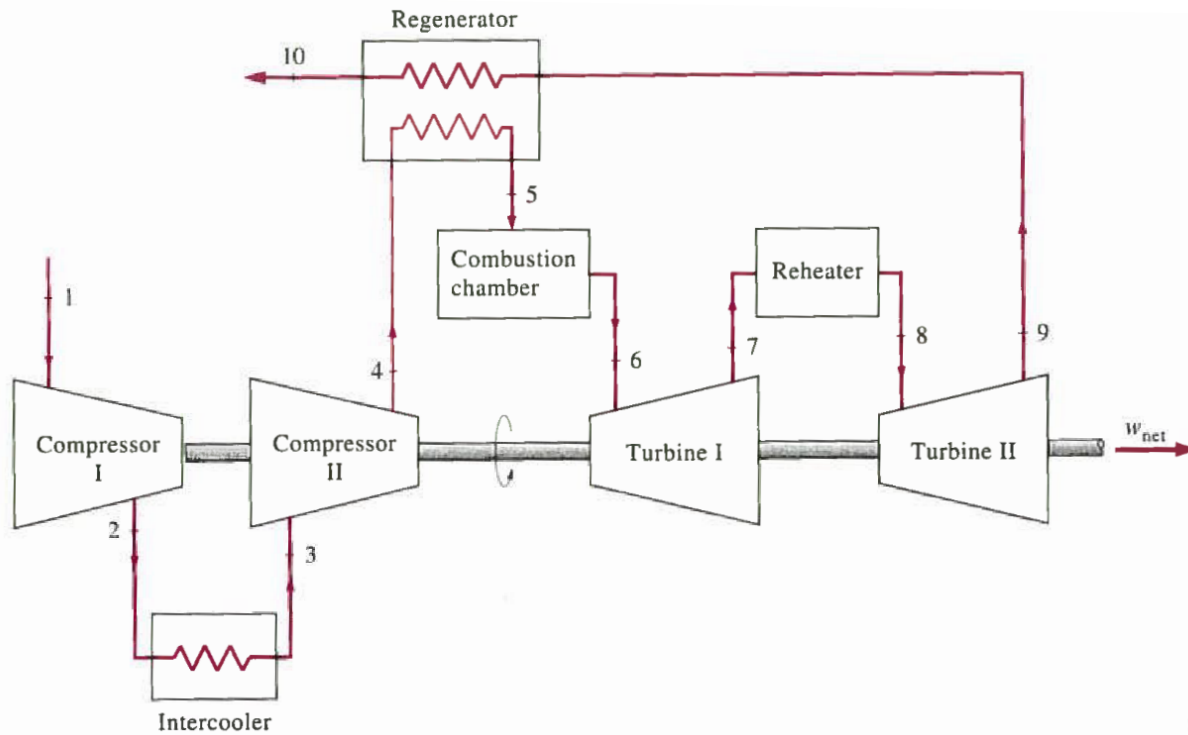 Regenerator
10
5
Combustion
chamber
Reheater
1
4
6
7
8
9
Compressor
I
Compressor
II
Turbine I
Turbine II
w_net
2
3
Intercooler